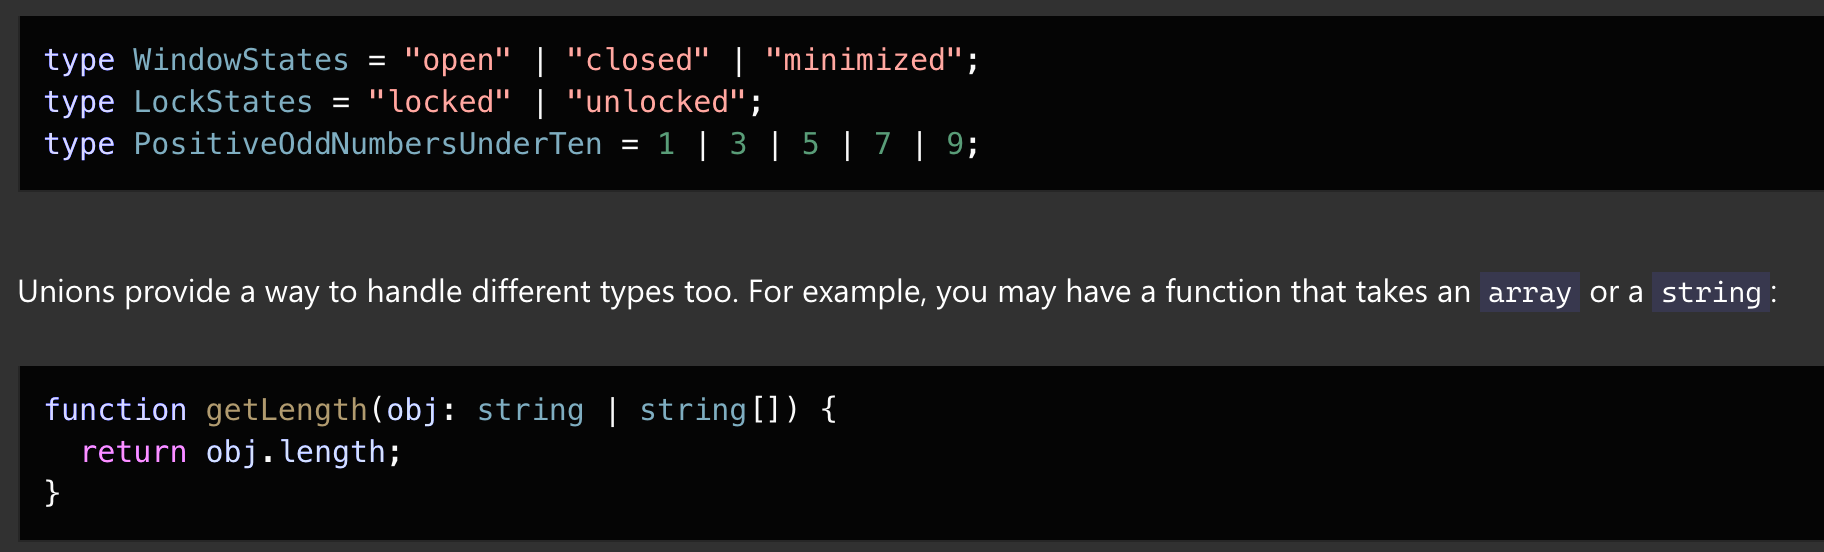 type WindowStates = "open" | "closed" | "minimized";
type LockStates = "locked" | "unlocked";
type PositiveOddNumbersUnderTen = 1 | 3 | 5 | 7 | 9;
Unions provide a way to handle different types too. For example, you may have a function that takes an array or a string:
function getLength(obj: string | string[]) {
  return obj.length;
}